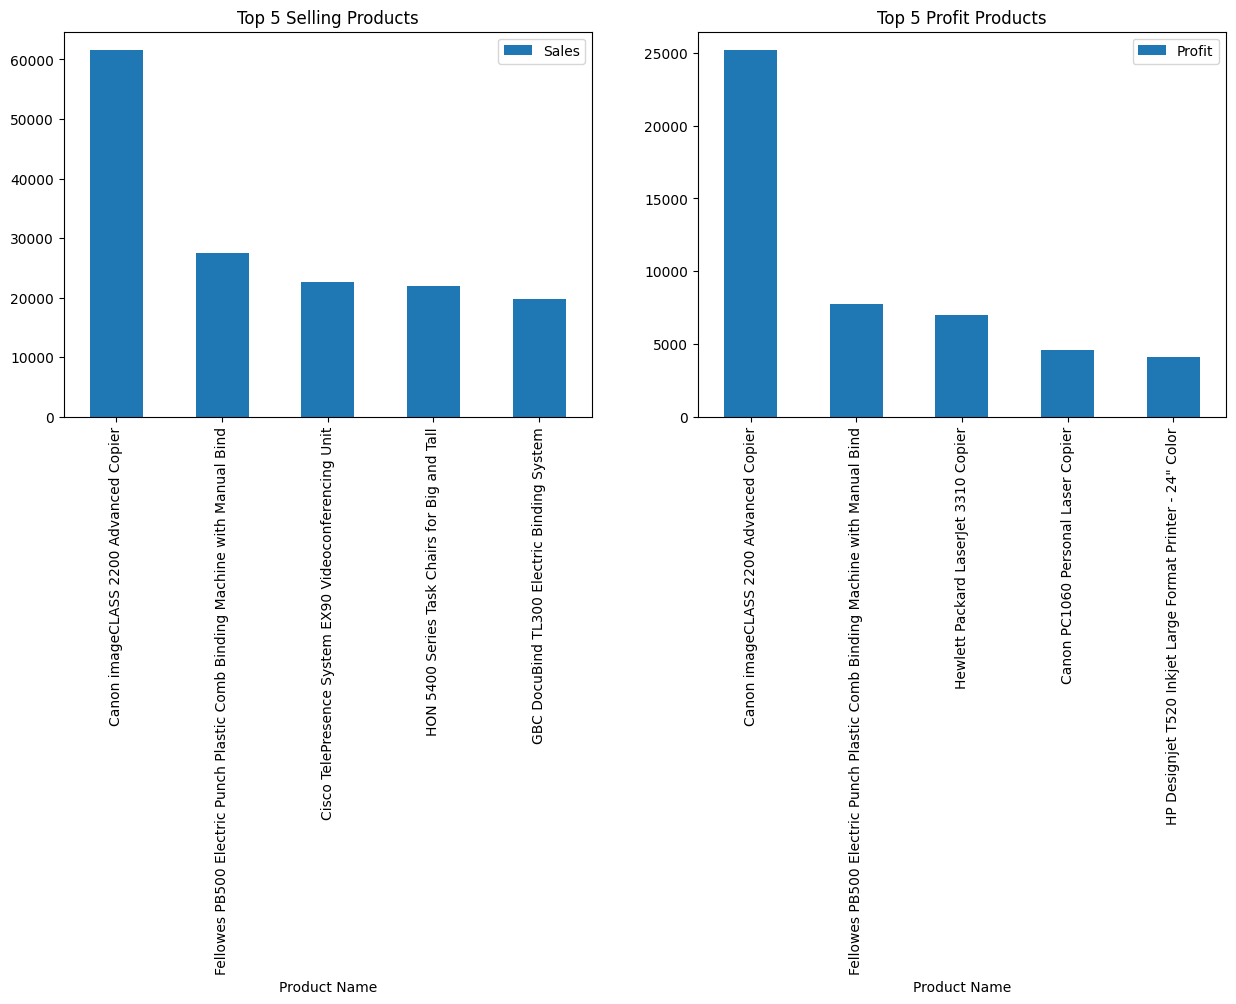 Top 5 Selling Products
Sales
60000
50000
40000
30000
20000
10000
0
Canon imageCLASS 2200 Advanced Copier
Fellowes PB500 Electric Punch Plastic Comb Binding Machine with Manual Bind
Cisco TelePresence System EX90 Videoconferencing Unit
HON 5400 Series Task Chairs for Big and Tall
GBC DocuBind TL300 Electric Binding System
Product Name
Top 5 Profit Products
Profit
25000
20000
15000
10000
5000
0
Canon imageCLASS 2200 Advanced Copier
Fellowes PB500 Electric Punch Plastic Comb Binding Machine with Manual Bind
Hewlett Packard LaserJet 3310 Copier
Canon PC1060 Personal Laser Copier
HP Designjet T520 Inkjet Large Format Printer - 24" Color
Product Name